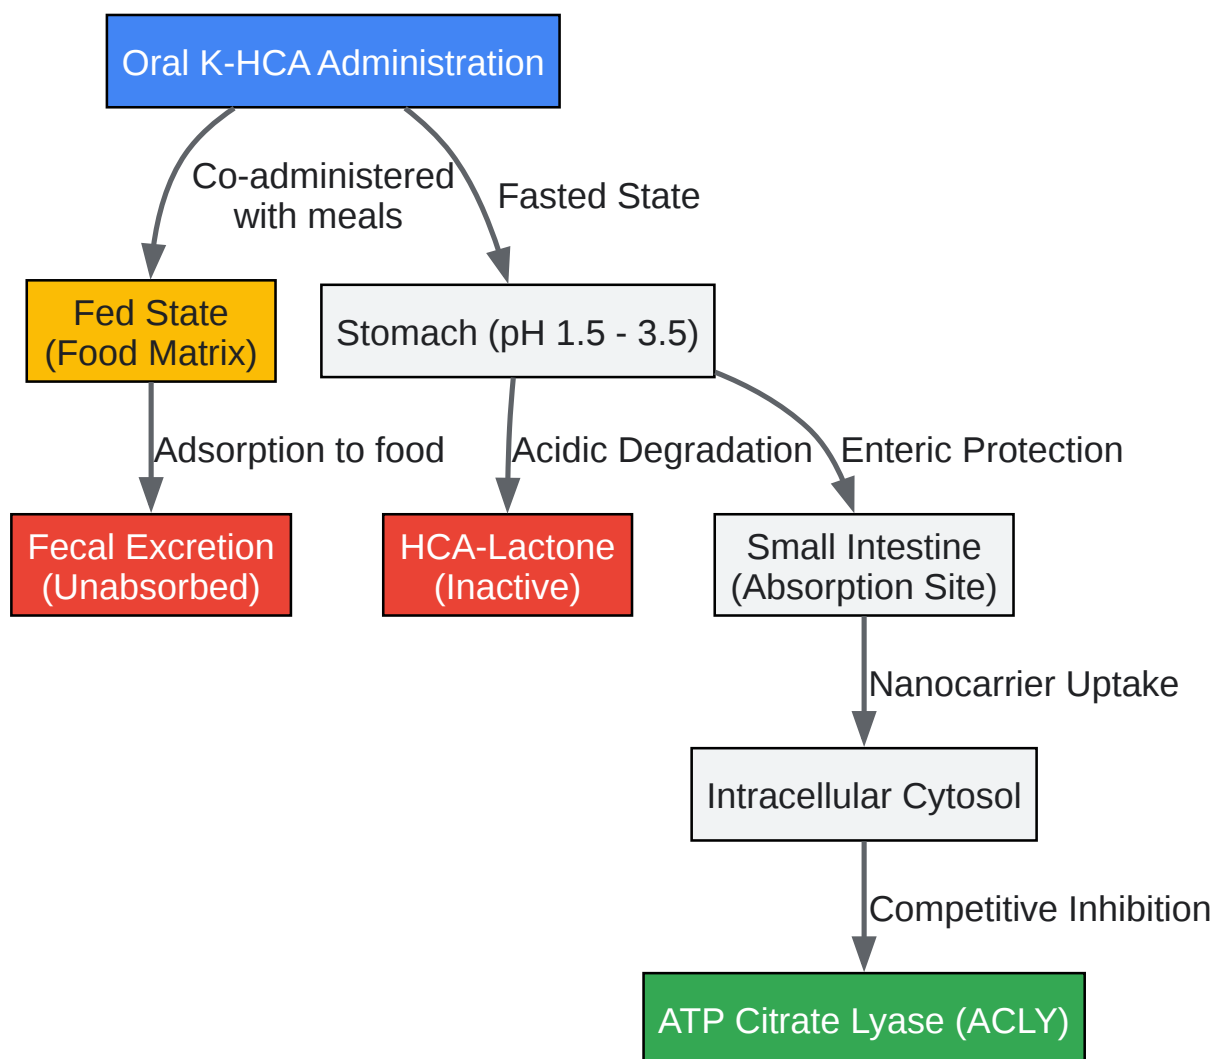 Oral K-HCA Administration
Co-administered
with meals
Fasted State
Fed State
(Food Matrix)
Stomach (pH 1.5 - 3.5)
Adsorption to food
Acidic Degradation
Enteric Protection
Fecal Excretion
(Unabsorbed)
HCA-Lactone
(Inactive)
Small Intestine
(Absorption Site)
Nanocarrier Uptake
Intracellular Cytosol
Competitive Inhibition
ATP Citrate Lyase (ACLY)